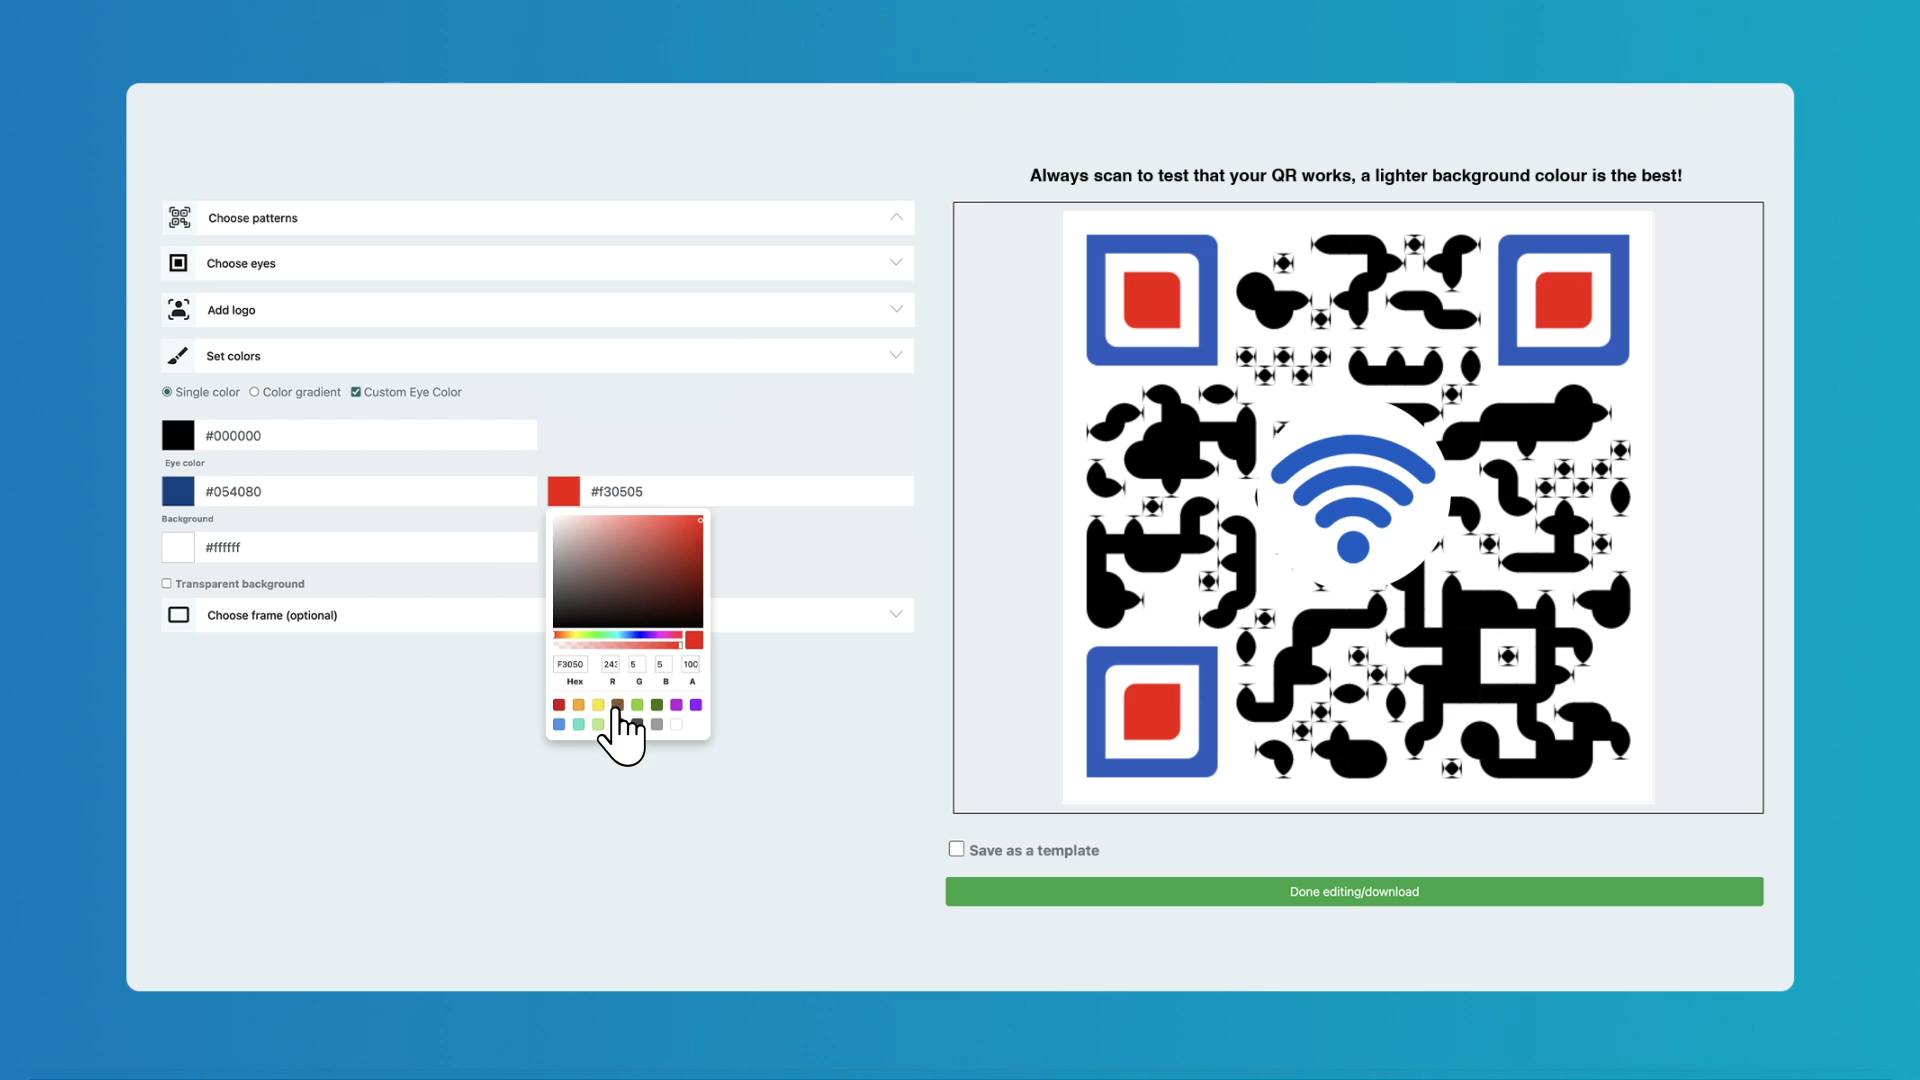 Always scan to test that your QR works, a lighter background colour is the best!
Choose patterns
Choose eyes
Add logo
Set colors
Single color Color gradient Custom Eye Color
#000000
Eye color
#054080 #f30505
Background
#ffffff
Transparent background
Choose frame (optional)
F3050 243 5 5 100
Hex R G B A
Save as a template
Done editing/download